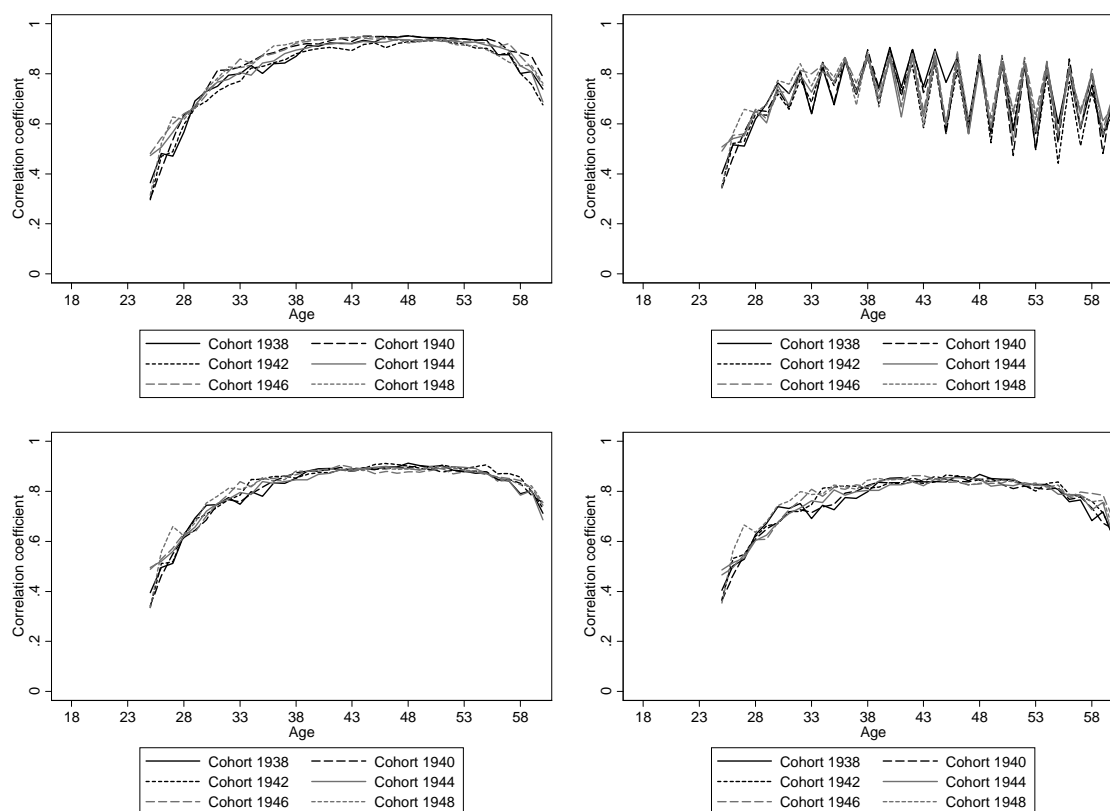 Correlation coefficient
1
.8
.6
.4
.2
0
18 23 28 33 38 43 48 53 58
Age
Cohort 1938 Cohort 1940
Cohort 1942 Cohort 1944
Cohort 1946 Cohort 1948
Correlation coefficient
1
.8
.6
.4
.2
0
18 23 28 33 38 43 48 53 58
Age
Cohort 1938 Cohort 1940
Cohort 1942 Cohort 1944
Cohort 1946 Cohort 1948
Correlation coefficient
1
.8
.6
.4
.2
0
18 23 28 33 38 43 48 53 58
Age
Cohort 1938 Cohort 1940
Cohort 1942 Cohort 1944
Cohort 1946 Cohort 1948
Correlation coefficient
1
.8
.6
.4
.2
0
18 23 28 33 38 43 48 53 58
Age
Cohort 1938 Cohort 1940
Cohort 1942 Cohort 1944
Cohort 1946 Cohort 1948